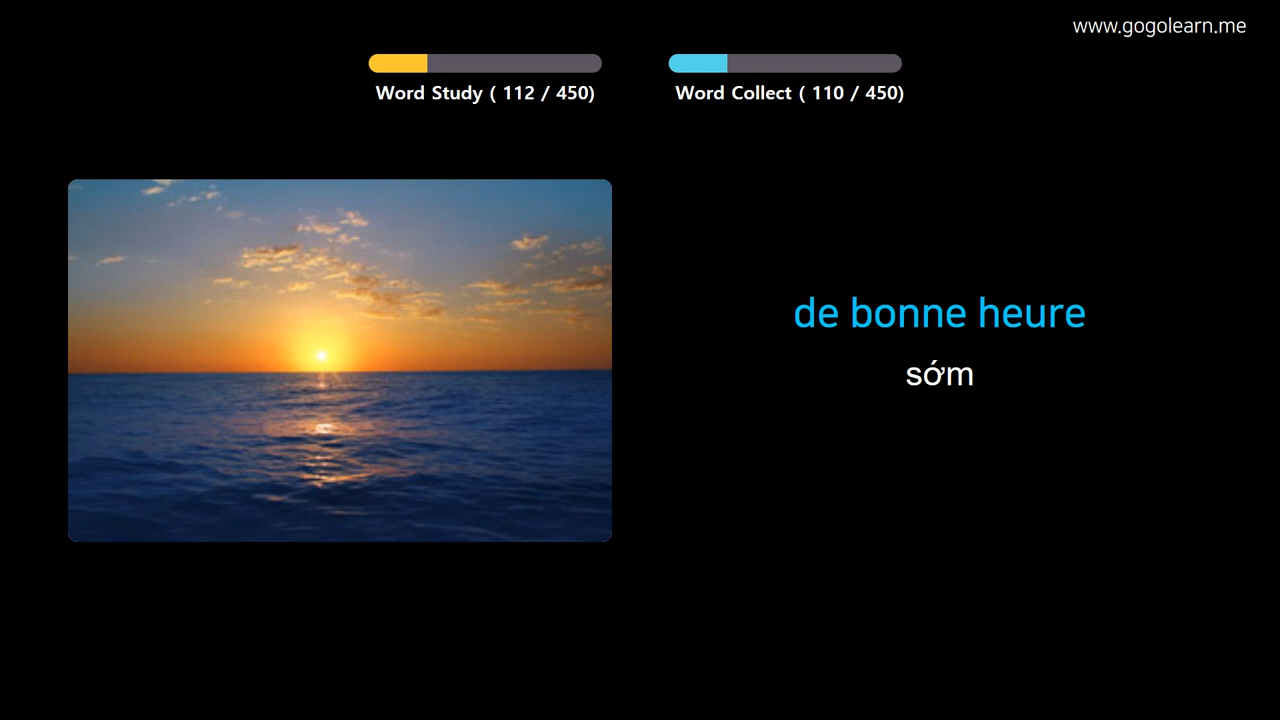 www.gogolearn.me
Word Study ( 112 / 450)
Word Collect ( 110 / 450)
de bonne heure
sớm